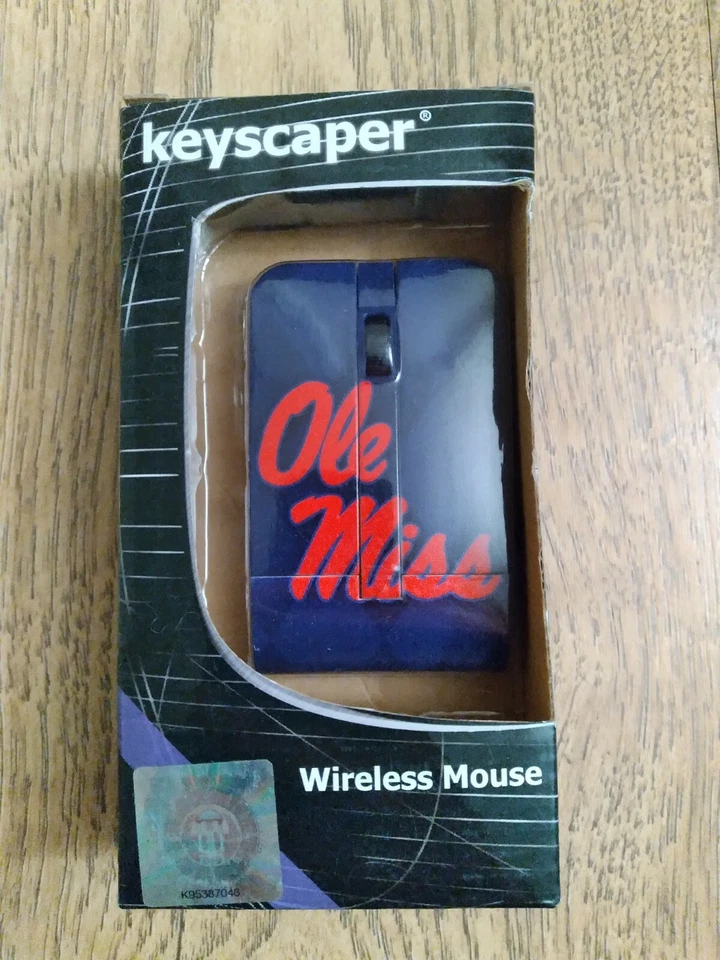 keyscaper®
Ole
Miss
Wireless Mouse
K95387048